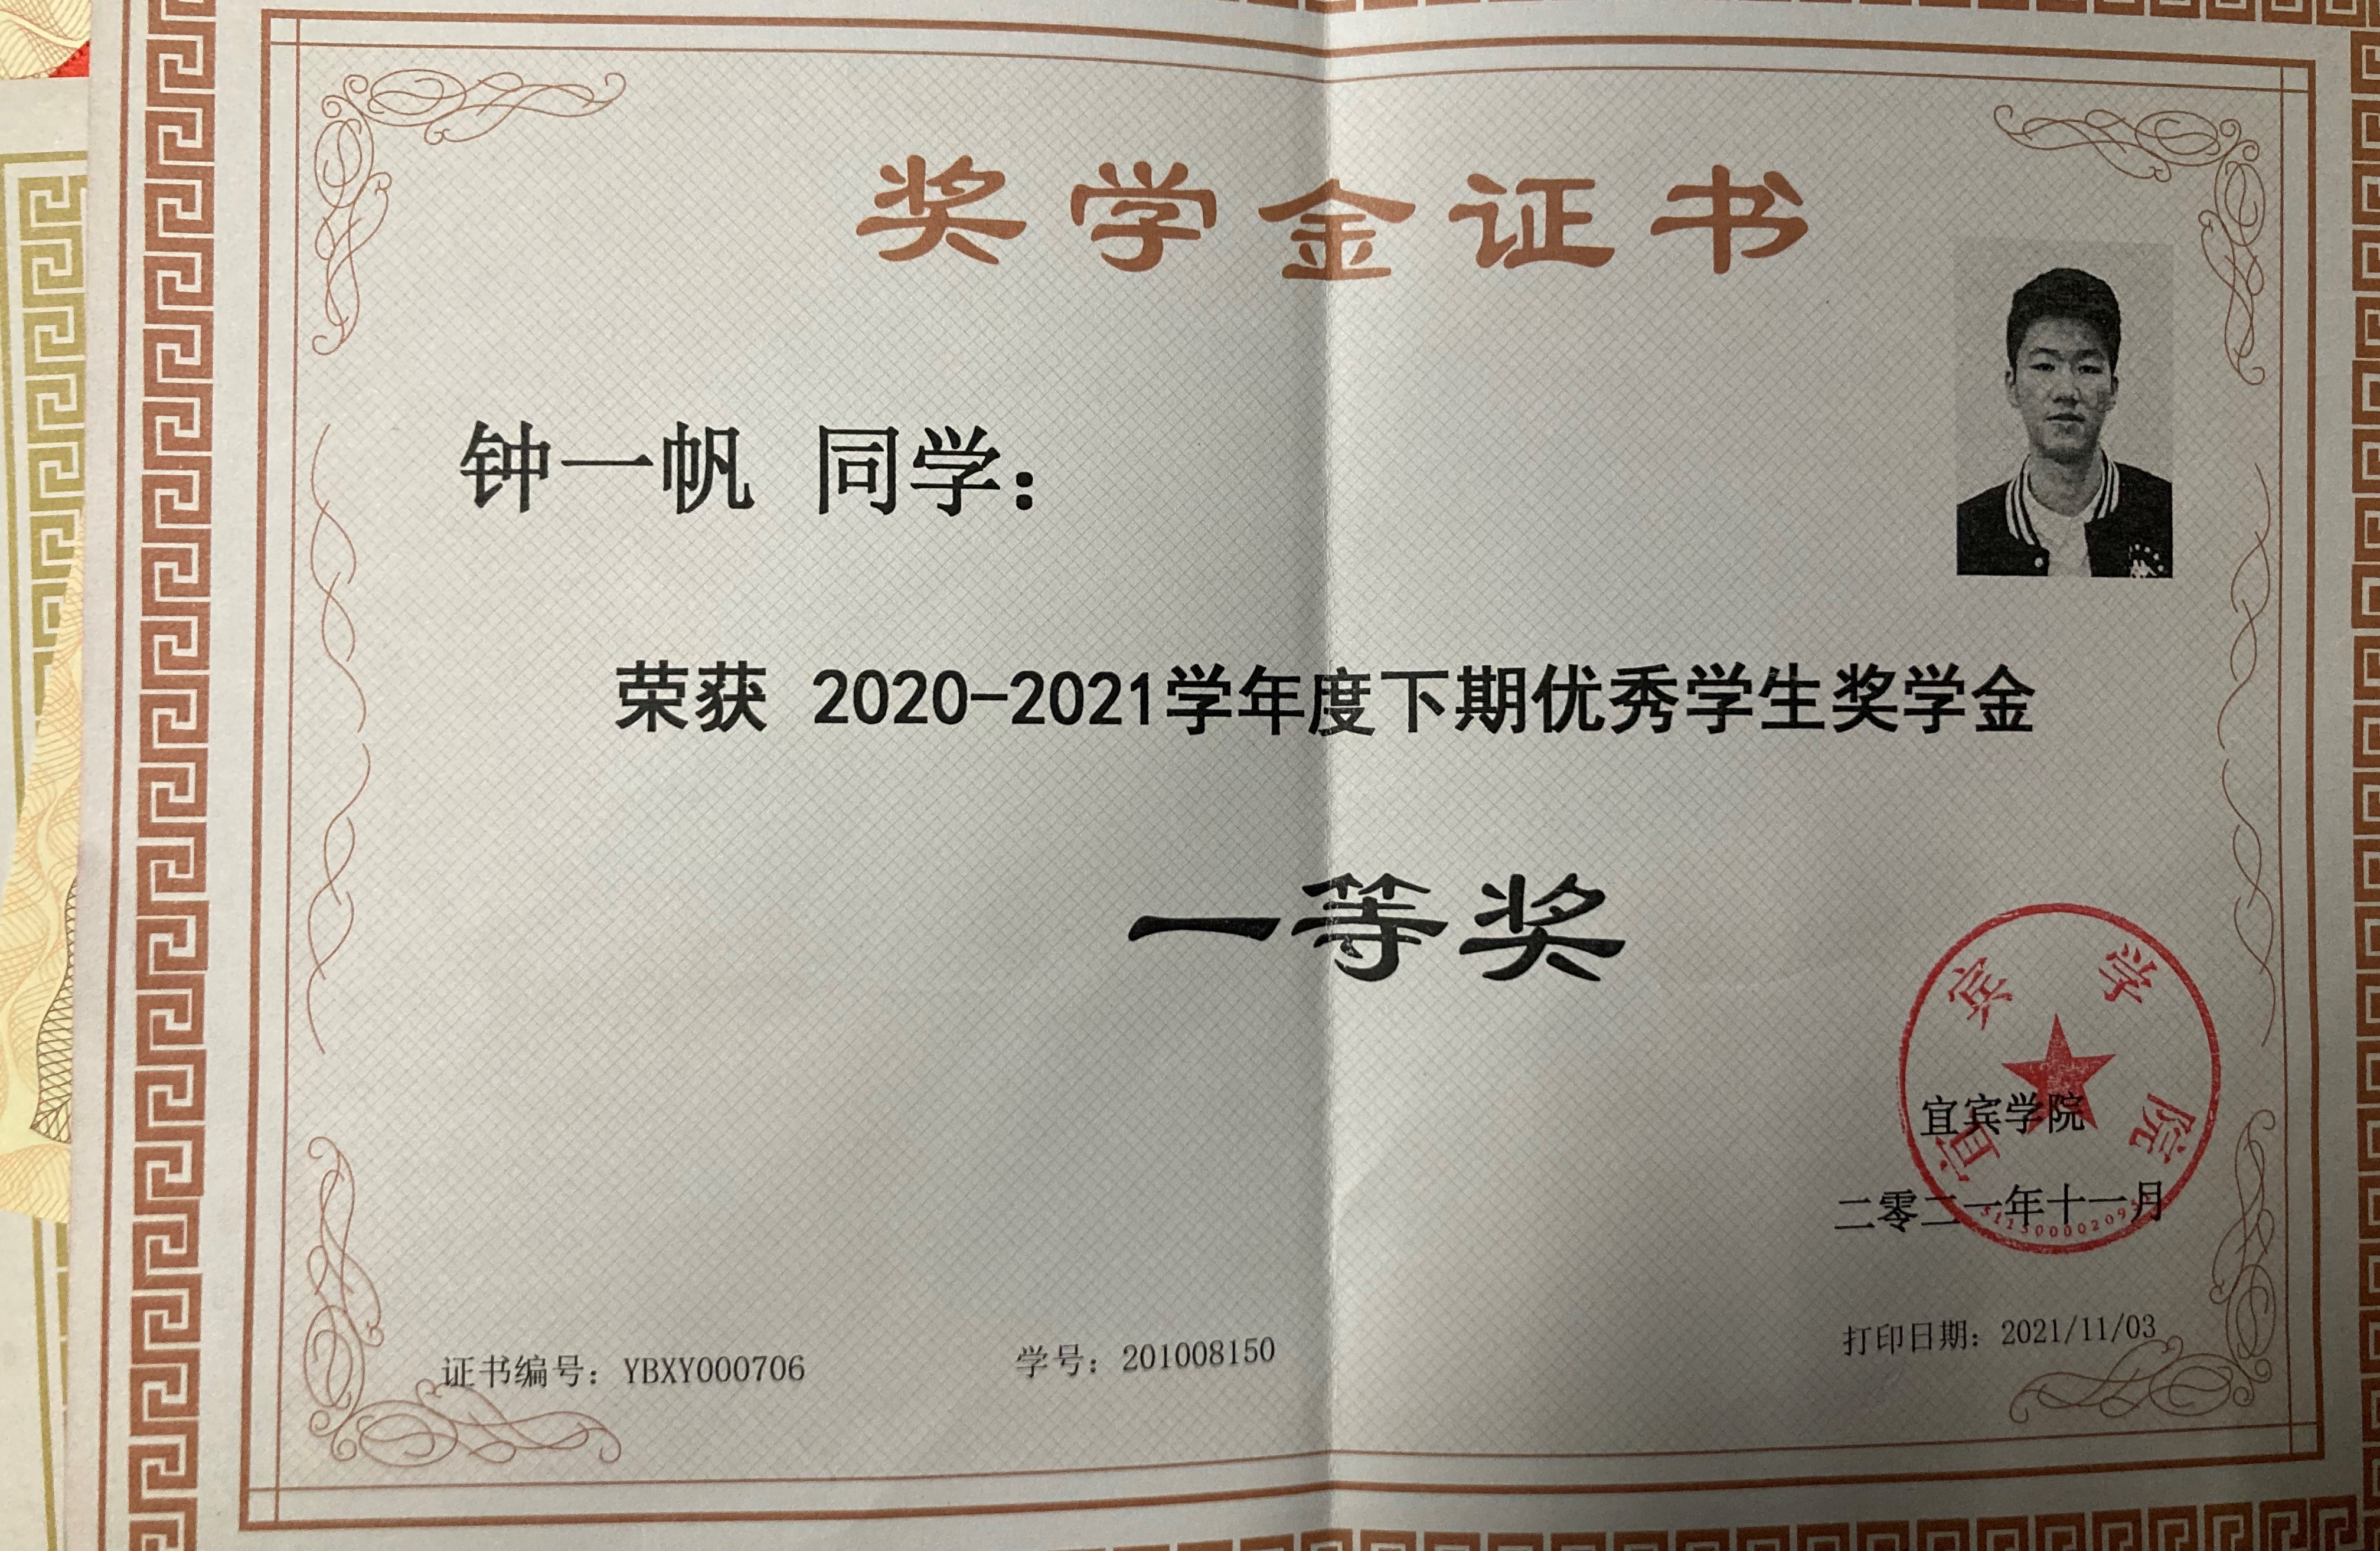 奖学金证书
钟一帆 同学：
荣获 2020-2021学年度下期优秀学生奖学金
一等奖
宜宾学院
宜宾学院
二零二一年十一月
证书编号：YBXY000706
学号：201008150
打印日期：2021/11/03